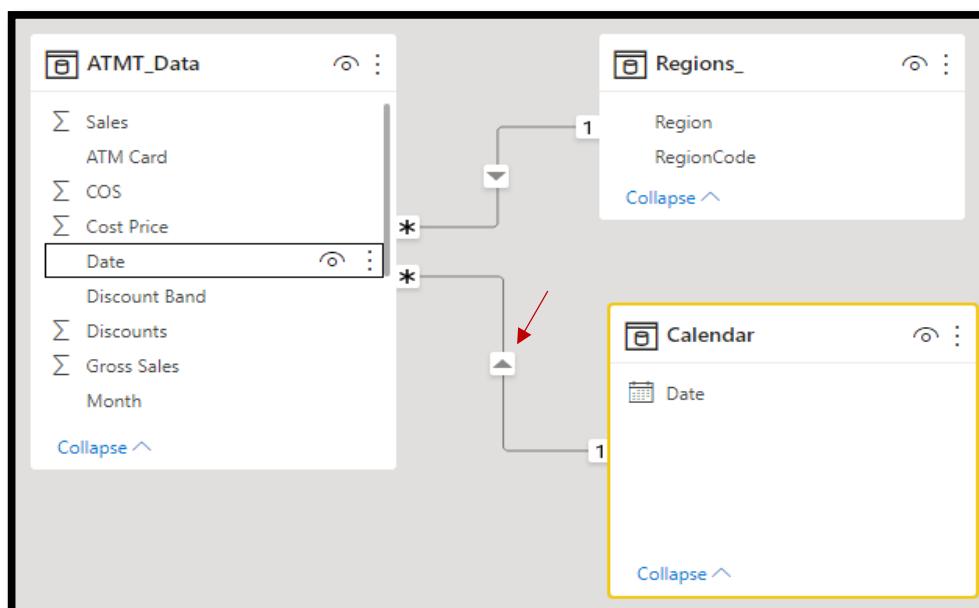 ATMT_Data
Σ Sales
ATM Card
Σ COS
Σ Cost Price
Date
Discount Band
Σ Discounts
Σ Gross Sales
Month
Collapse
1
*
*
1
Regions_
Region
RegionCode
Collapse
Calendar
Date
Collapse